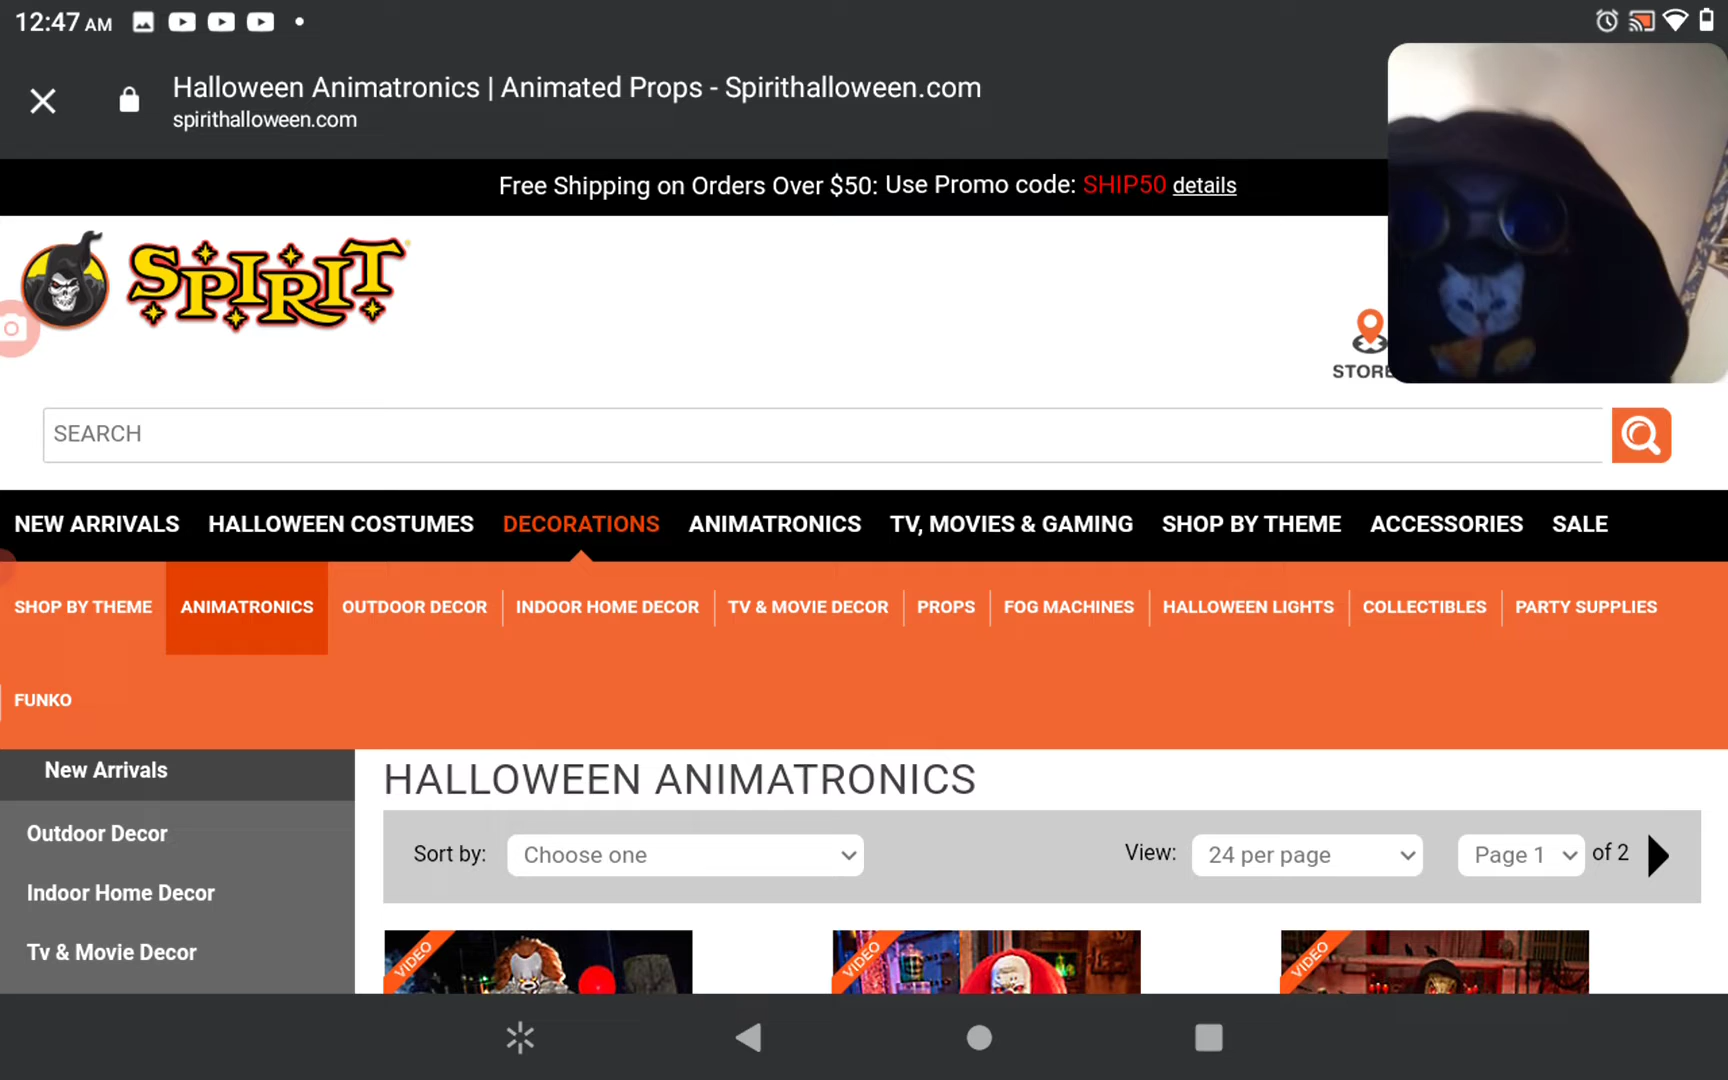 12:47 AM
Halloween Animatronics | Animated Props - Spirithalloween.com
spirithalloween.com
Free Shipping on Orders Over $50: Use Promo code: SHIP50 details
SPIRIT
STORE
SEARCH
NEW ARRIVALS HALLOWEEN COSTUMES DECORATIONS ANIMATRONICS TV, MOVIES & GAMING SHOP BY THEME ACCESSORIES SALE
SHOP BY THEME ANIMATRONICS OUTDOOR DECOR INDOOR HOME DECOR TV & MOVIE DECOR PROPS FOG MACHINES HALLOWEEN LIGHTS COLLECTIBLES PARTY SUPPLIES
FUNKO
New Arrivals
HALLOWEEN ANIMATRONICS
Outdoor Decor
Sort by: Choose one View: 24 per page Page 1 of 2
Indoor Home Decor
Tv & Movie Decor
VIDEO VIDEO VIDEO